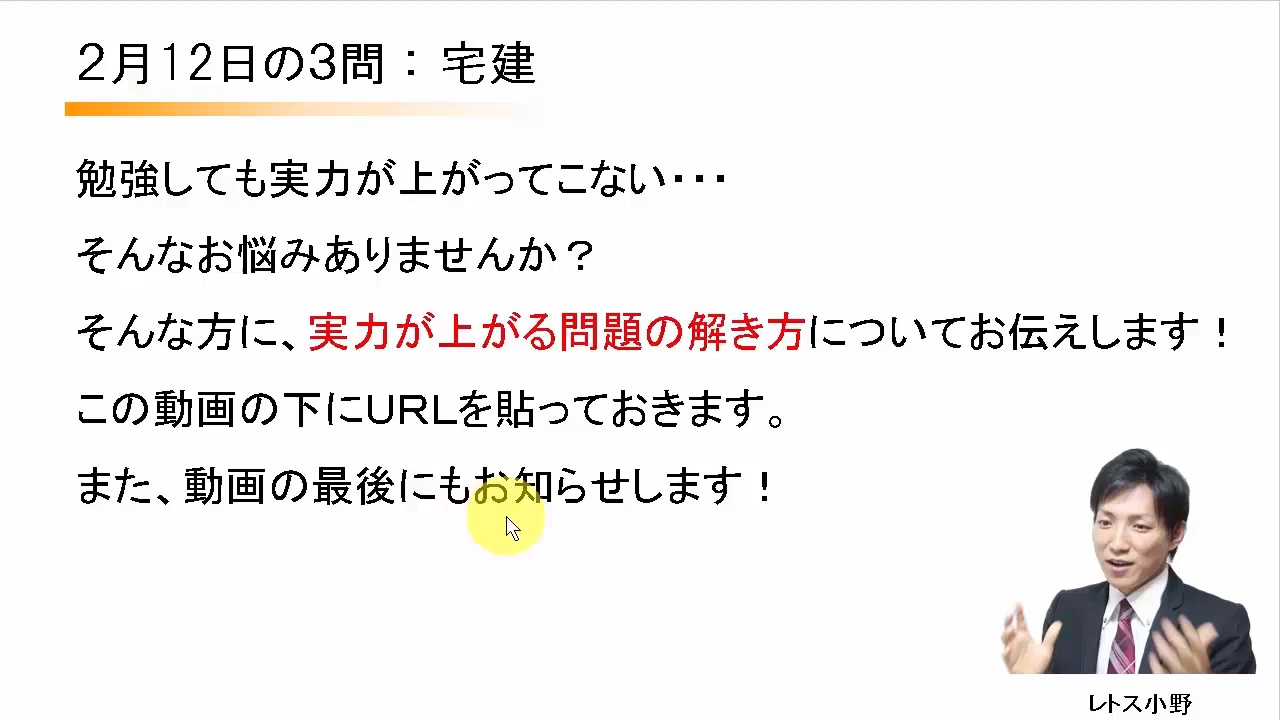 ２月12日の3問：宅建
勉強しても実力が上がってこない・・・
そんなお悩みありませんか？
そんな方に、実力が上がる問題の解き方についてお伝えします！
この動画の下にＵＲＬを貼っておきます。
また、動画の最後にもお知らせします！
レトス小野